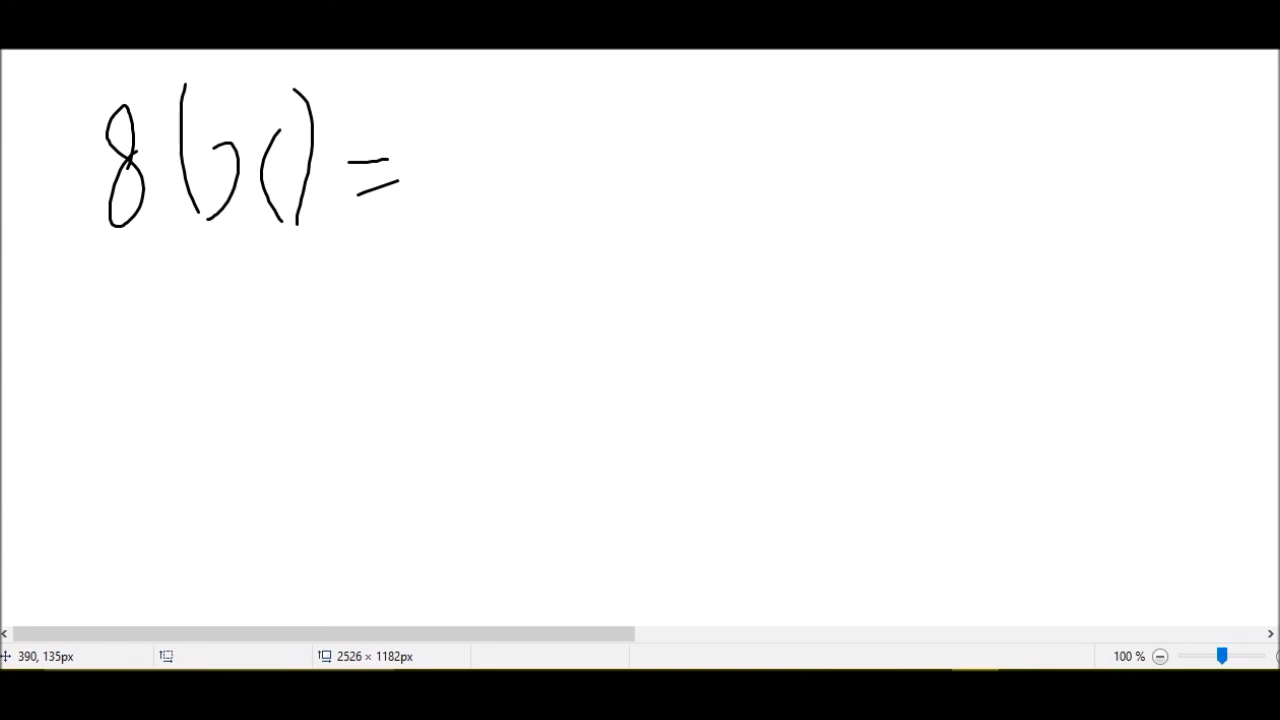 8(x)=
390, 135px
2526 × 1182px
100 %